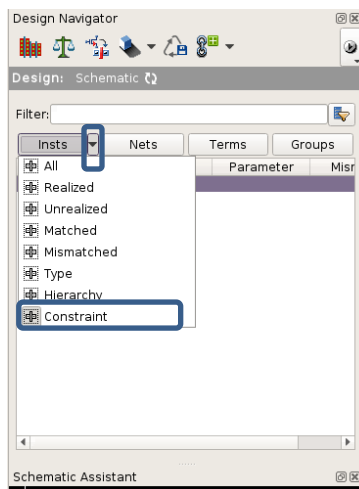 Design Navigator
Design: Schematic
Filter:
Insts Nets Terms Groups
All Parameter Misr
Realized
Unrealized
Matched
Mismatched
Type
Hierarchy
Constraint
Schematic Assistant